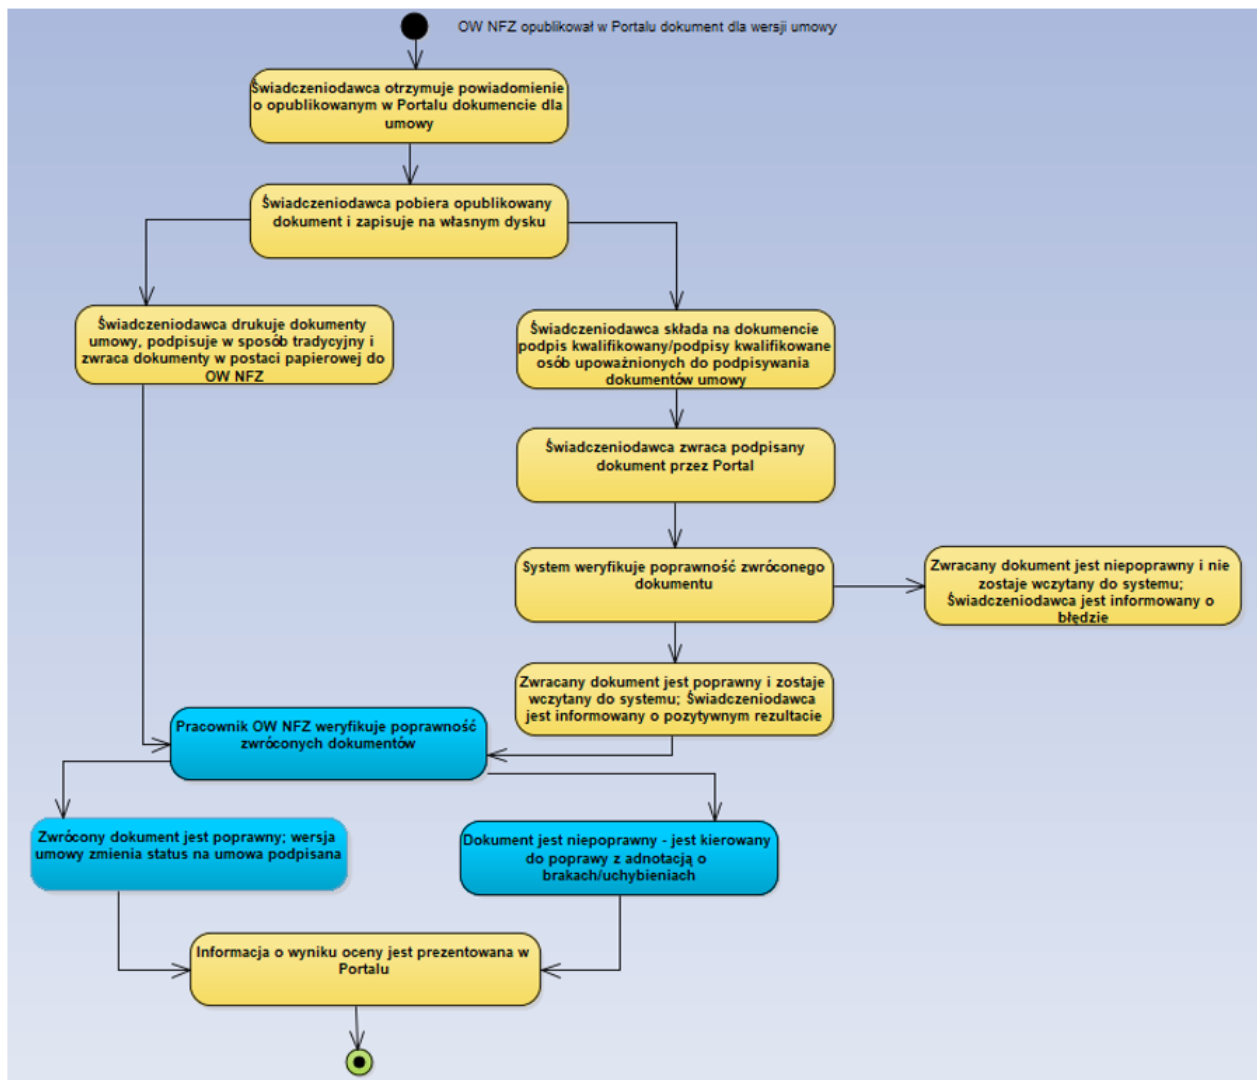 OW NFZ opublikował w Portalu dokument dla wersji umowy
Świadczeniodawca otrzymuje powiadomienie
o opublikowanym w Portalu dokumencie dla
umowy
Świadczeniodawca pobiera opublikowany
dokument i zapisuje na własnym dysku
Świadczeniodawca drukuje dokumenty
umowy, podpisuje w sposób tradycyjny i
zwraca dokumenty w postaci papierowej do
OW NFZ
Świadczeniodawca składa na dokumencie
podpis kwalifikowany/podpisy kwalifikowane
osób upoważnionych do podpisywania
dokumentów umowy
Świadczeniodawca zwraca podpisany
dokument przez Portal
System weryfikuje poprawność zwróconego
dokumentu
Zwracany dokument jest niepoprawny i nie
zostaje wczytany do systemu;
Świadczeniodawca jest informowany o
błędzie
Zwracany dokument jest poprawny i zostaje
wczytany do systemu; Świadczeniodawca
jest informowany o pozytywnym rezultacie
Pracownik OW NFZ weryfikuje poprawność
zwróconych dokumentów
Zwrócony dokument jest poprawny; wersja
umowy zmienia status na umowa podpisana
Dokument jest niepoprawny - jest kierowany
do poprawy z adnotacją o
brakach/uchybieniach
Informacja o wyniku oceny jest prezentowana w
Portalu